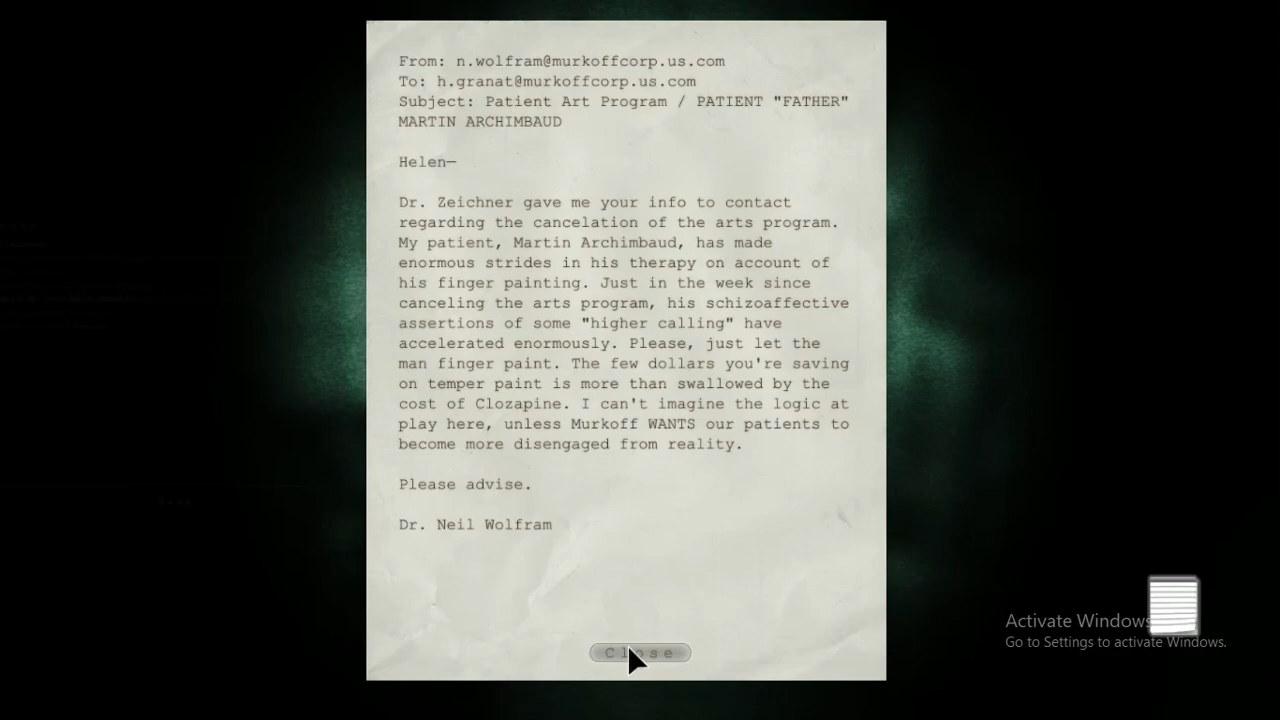 From: n.wolfram@murkoffcorp.us.com
To: h.granat@murkoffcorp.us.com
Subject: Patient Art Program / PATIENT "FATHER"
MARTIN ARCHIMBAUD
Helen—
Dr. Zeichner gave me your info to contact
regarding the cancelation of the arts program.
My patient, Martin Archimbaud, has made
enormous strides in his therapy on account of
his finger painting. Just in the week since
canceling the arts program, his schizoaffective
assertions of some "higher calling" have
accelerated enormously. Please, just let the
man finger paint. The few dollars you're saving
on temper paint is more than swallowed by the
cost of Clozapine. I can't imagine the logic at
play here, unless Murkoff WANTS our patients to
become more disengaged from reality.
Please advise.
Dr. Neil Wolfram
Close
Activate Windows
Go to Settings to activate Windows.